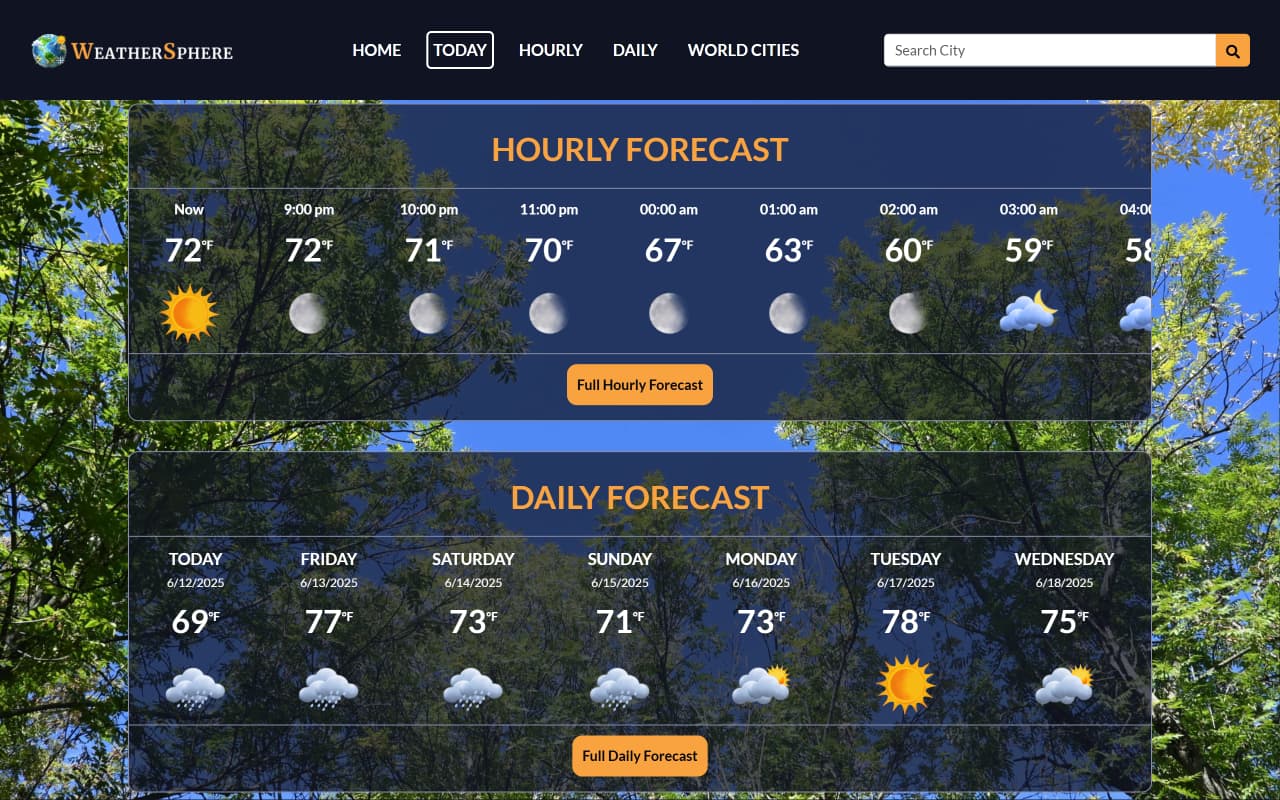 WeatherSphere
HOME TODAY HOURLY DAILY WORLD CITIES
Search City
HOURLY FORECAST
Now 9:00 pm 10:00 pm 11:00 pm 00:00 am 01:00 am 02:00 am 03:00 am 04:0
72°F 72°F 71°F 70°F 67°F 63°F 60°F 59°F 58
Full Hourly Forecast
DAILY FORECAST
TODAY FRIDAY SATURDAY SUNDAY MONDAY TUESDAY WEDNESDAY
6/12/2025 6/13/2025 6/14/2025 6/15/2025 6/16/2025 6/17/2025 6/18/2025
69°F 77°F 73°F 71°F 73°F 78°F 75°F
Full Daily Forecast